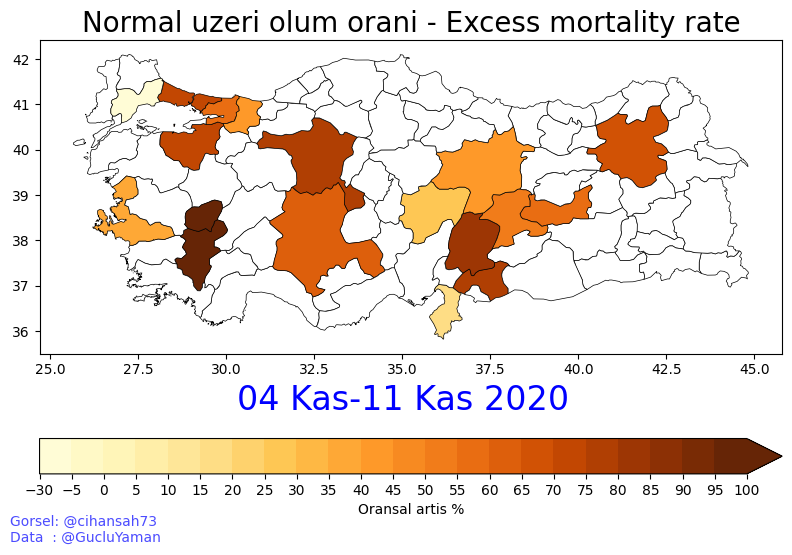 Normal uzeri olum orani - Excess mortality rate
42
41
40
39
38
37
36
25.0 27.5 30.0 32.5 35.0 37.5 40.0 42.5 45.0
04 Kas-11 Kas 2020
−30 −5 0 5 10 15 20 25 30 35 40 45 50 55 60 65 70 75 80 85 90 95 100
Oransal artis %
Gorsel: @cihansah73
Data : @GucluYaman